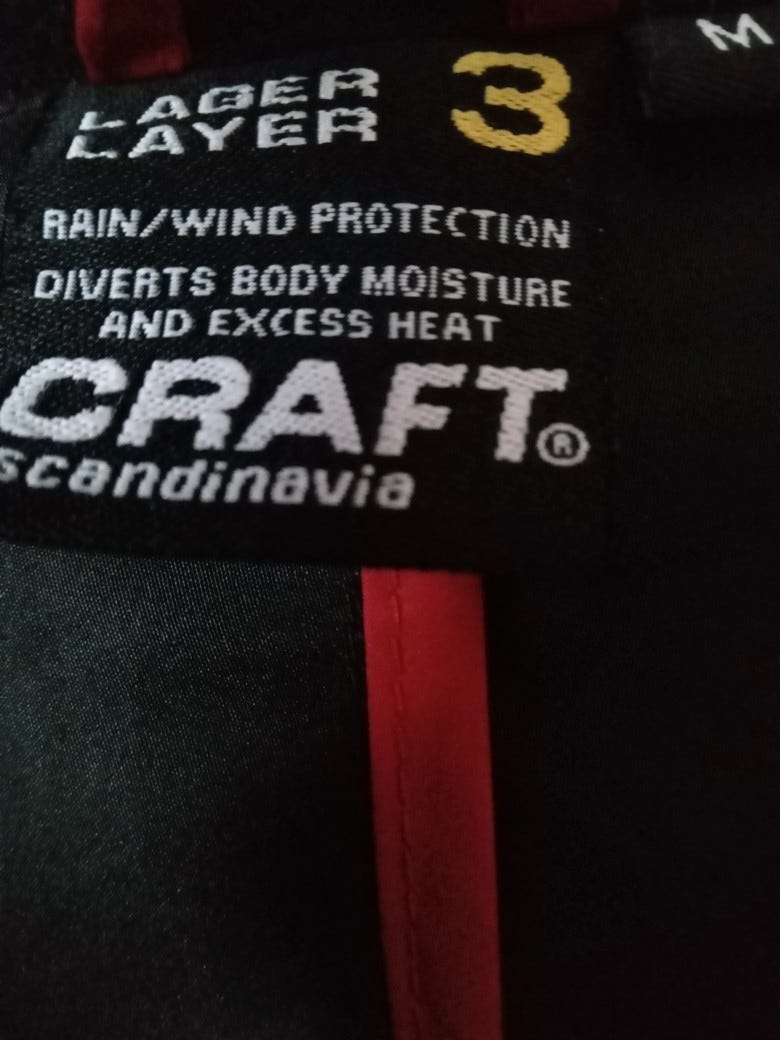 LAGER
LAYER 3
M
RAIN/WIND PROTECTION
DIVERTS BODY MOISTURE
AND EXCESS HEAT
CRAFT®
scandinavia